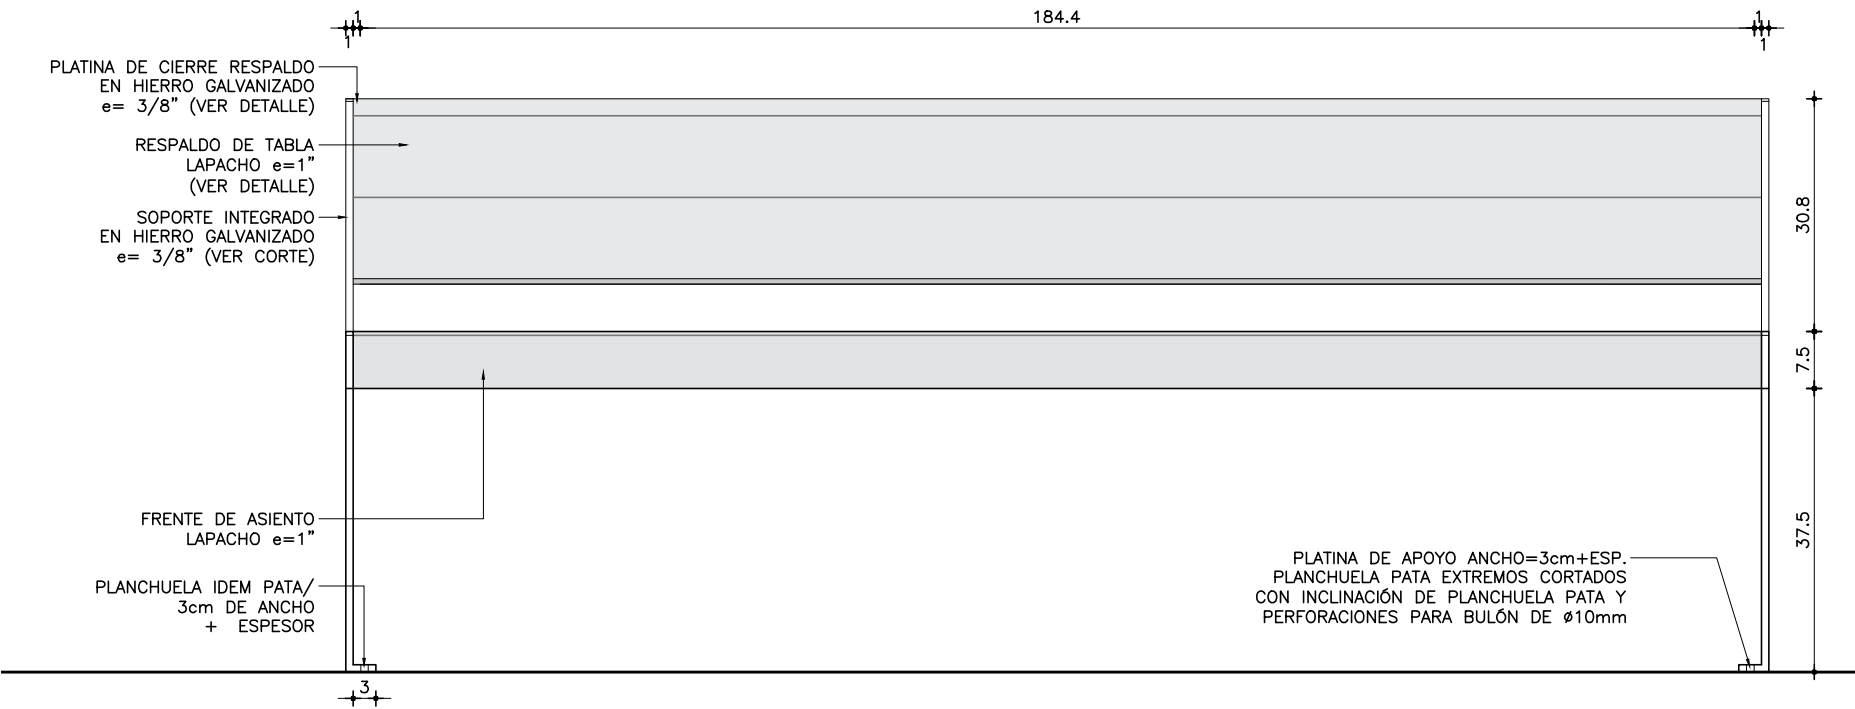 1
184.4
1
1
1
PLATINA DE CIERRE RESPALDO
EN HIERRO GALVANIZADO
e= 3/8" (VER DETALLE)
RESPALDO DE TABLA
LAPACHO e=1"
(VER DETALLE)
SOPORTE INTEGRADO
EN HIERRO GALVANIZADO
e= 3/8" (VER CORTE)
30.8
7.5
37.5
FRENTE DE ASIENTO
LAPACHO e=1"
PLANCHUELA IDEM PATA/
3cm DE ANCHO
+ ESPESOR
PLATINA DE APOYO ANCHO=3cm+ESP.
PLANCHUELA PATA EXTREMOS CORTADOS
CON INCLINACIÓN DE PLANCHUELA PATA Y
PERFORACIONES PARA BULÓN DE Ø10mm
3